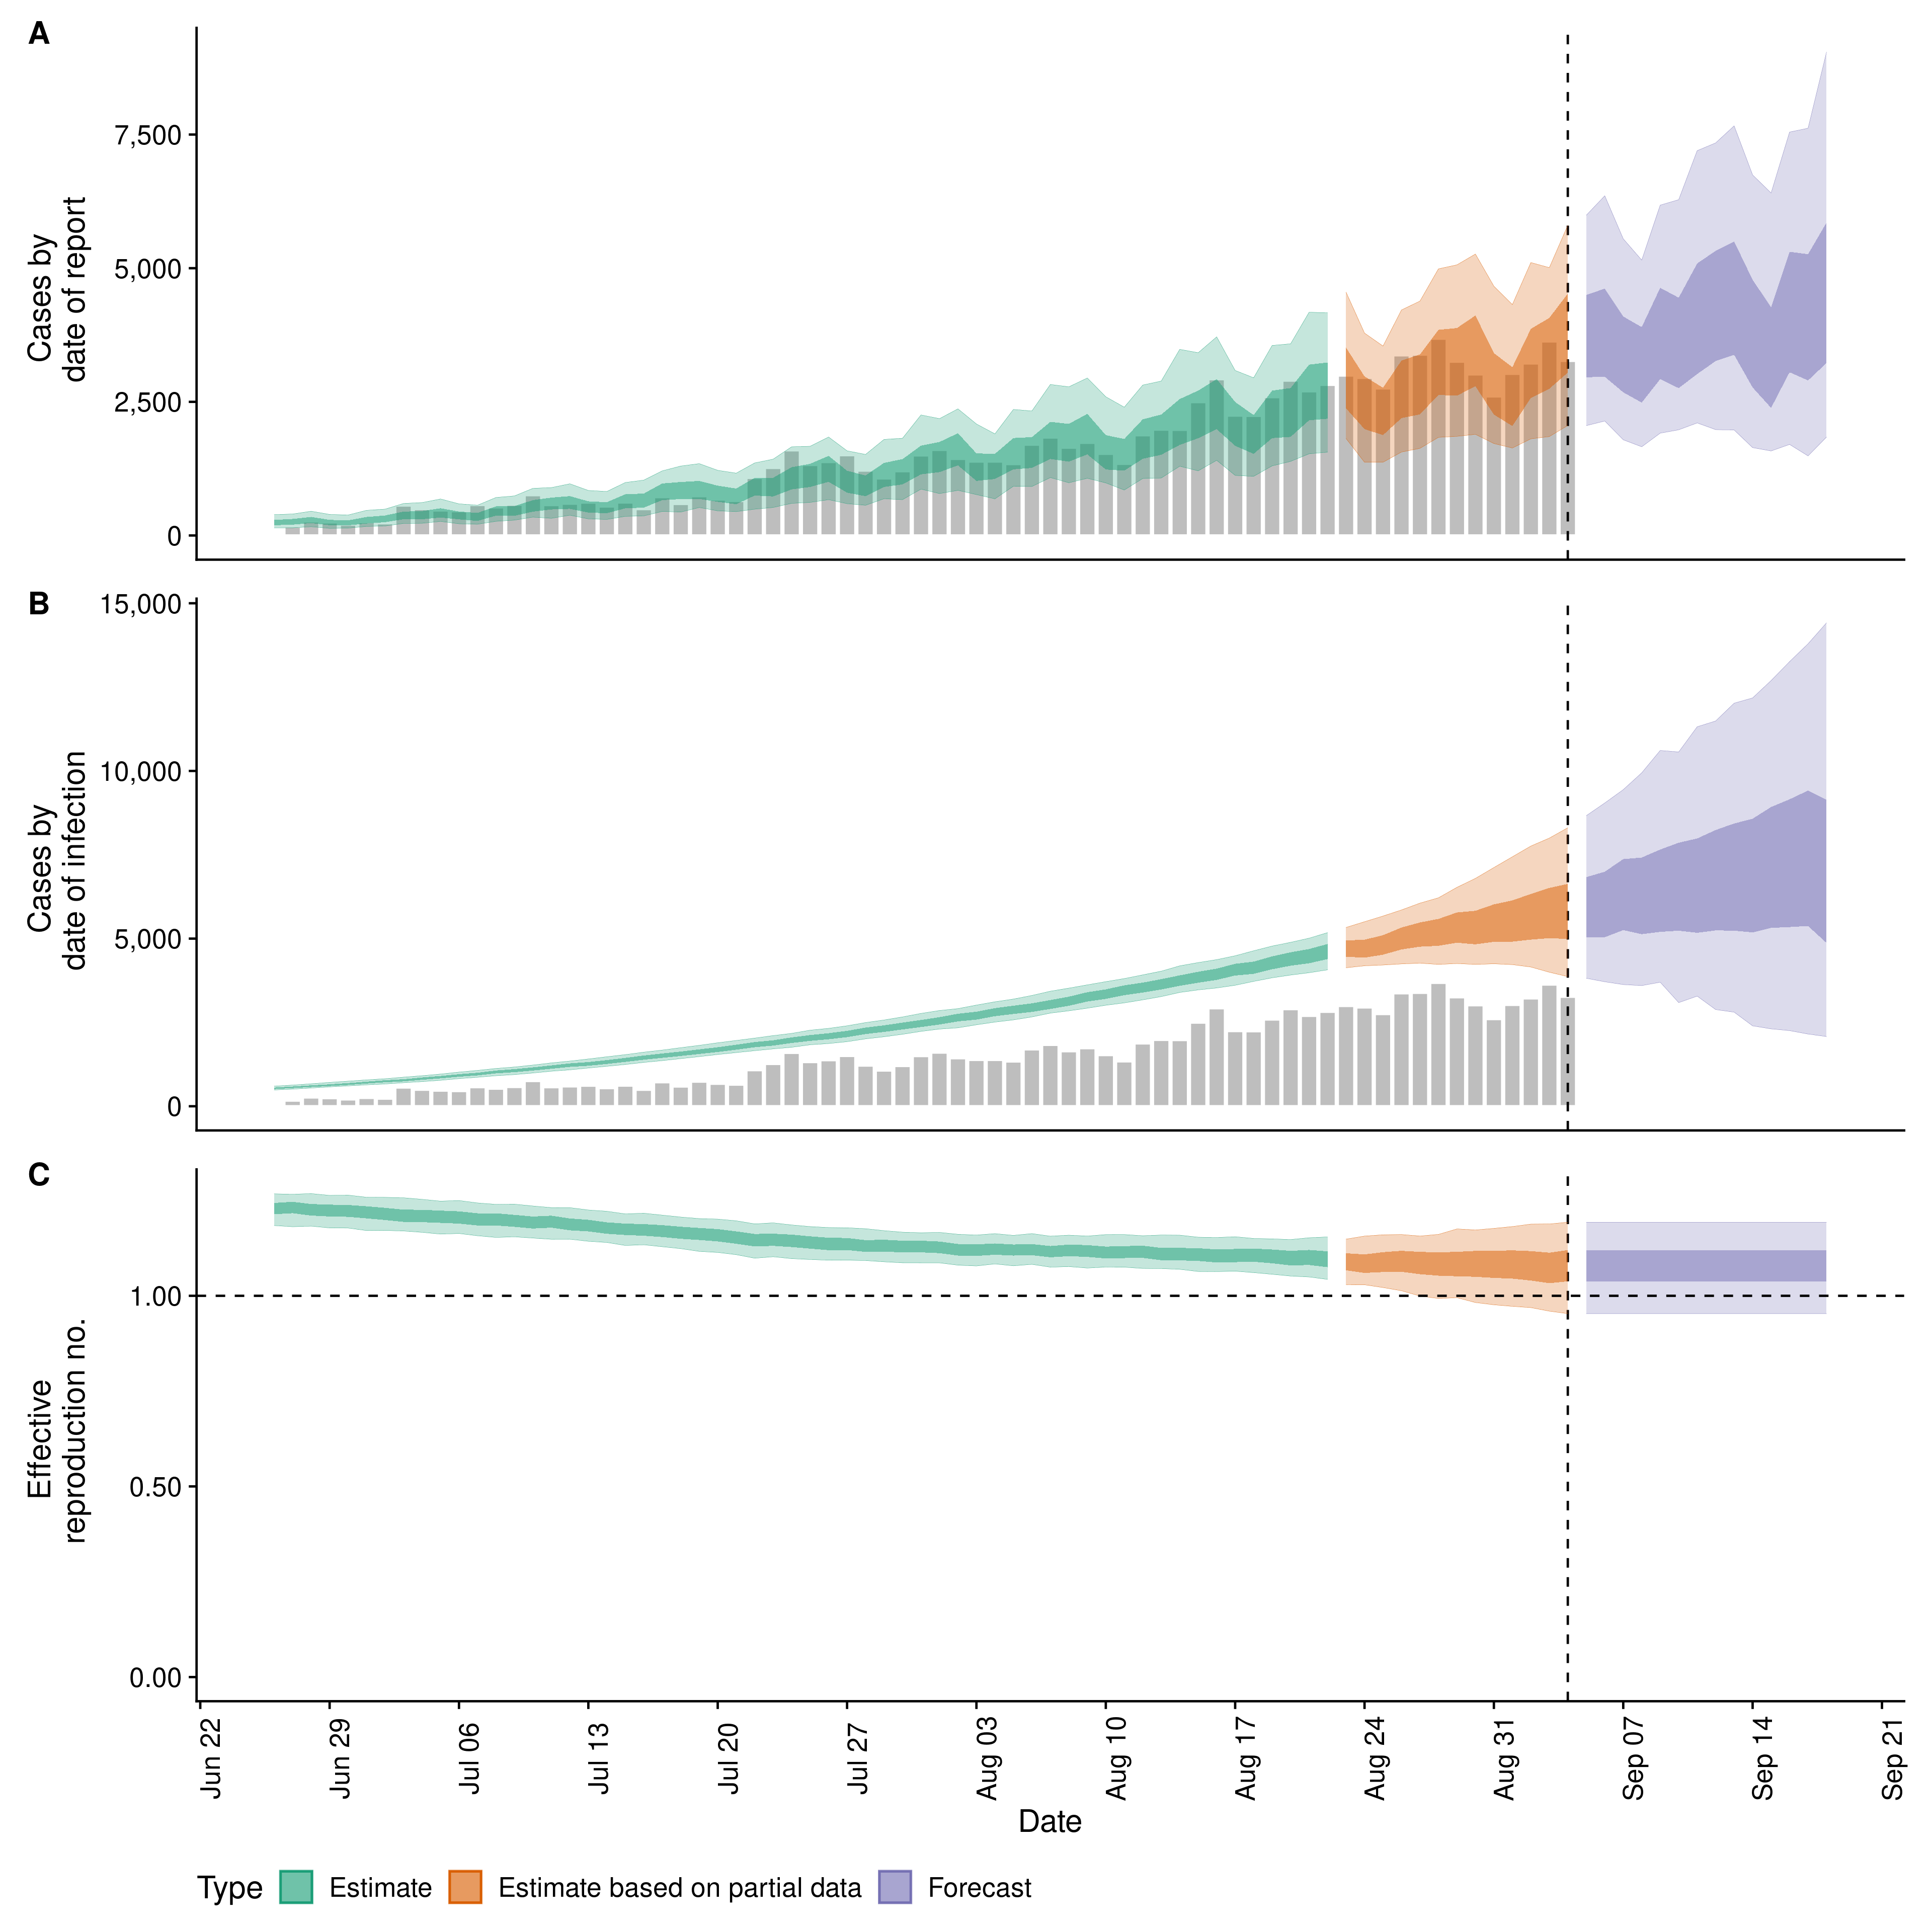 A
Cases by
date of report
7,500
5,000
2,500
0
B
Cases by
date of infection
15,000
10,000
5,000
0
C
Effective
reproduction no.
1.00
0.50
0.00
Jun 22
Jun 29
Jul 06
Jul 13
Jul 20
Jul 27
Aug 03
Aug 10
Aug 17
Aug 24
Aug 31
Sep 07
Sep 14
Sep 21
Date
Type Estimate Estimate based on partial data Forecast